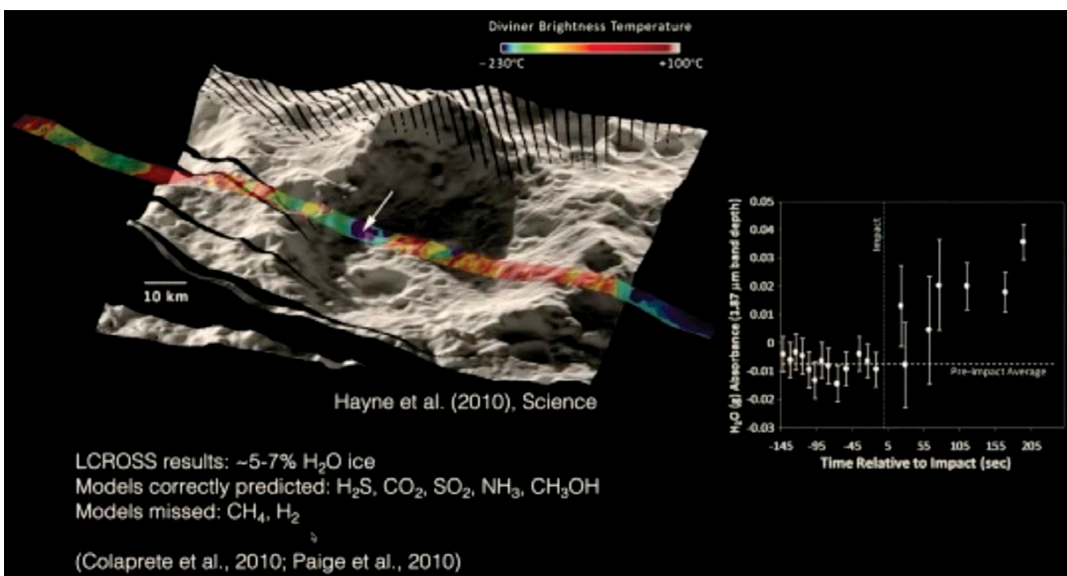 Diviner Brightness Temperature
-230°C +100°C
10 km
Hayne et al. (2010), Science
LCROSS results: ~5-7% H₂O ice
Models correctly predicted: H₂S, CO₂, SO₂, NH₃, CH₃OH
Models missed: CH₄, H₂
(Colaprete et al., 2010; Paige et al., 2010)
H₂O (g) Absorbance (1.87 μm band depth)
0.05
0.04
0.03
0.02
0.01
0
-0.01
-0.02
-0.03
Impact
Pre-Impact Average
-145 -95 -45 5 55 105 155 205
Time Relative to Impact (sec)